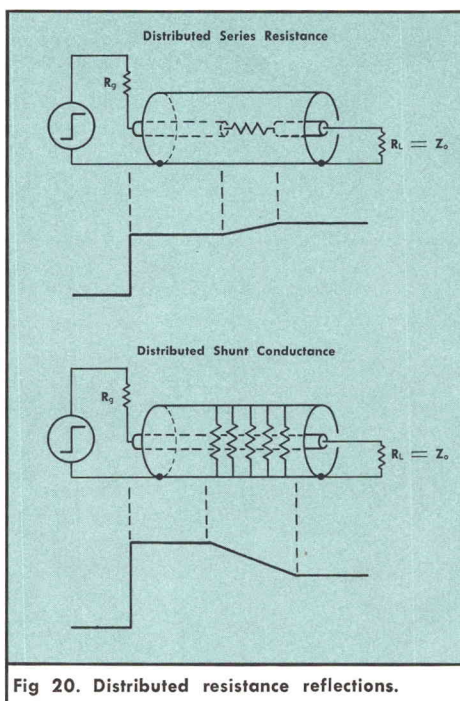 Distributed Series Resistance
Rg
RL = Zo
Distributed Shunt Conductance
Rg
RL = Zo
Fig 20. Distributed resistance reflections.